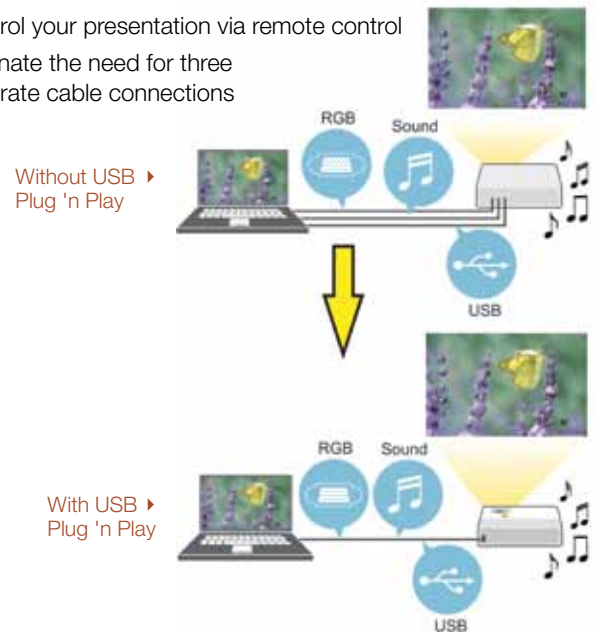 rol your presentation via remote control
nate the need for three
rate cable connections
RGB
Sound
Without USB ▸
Plug 'n Play
USB
RGB
Sound
With USB ▸
Plug 'n Play
USB